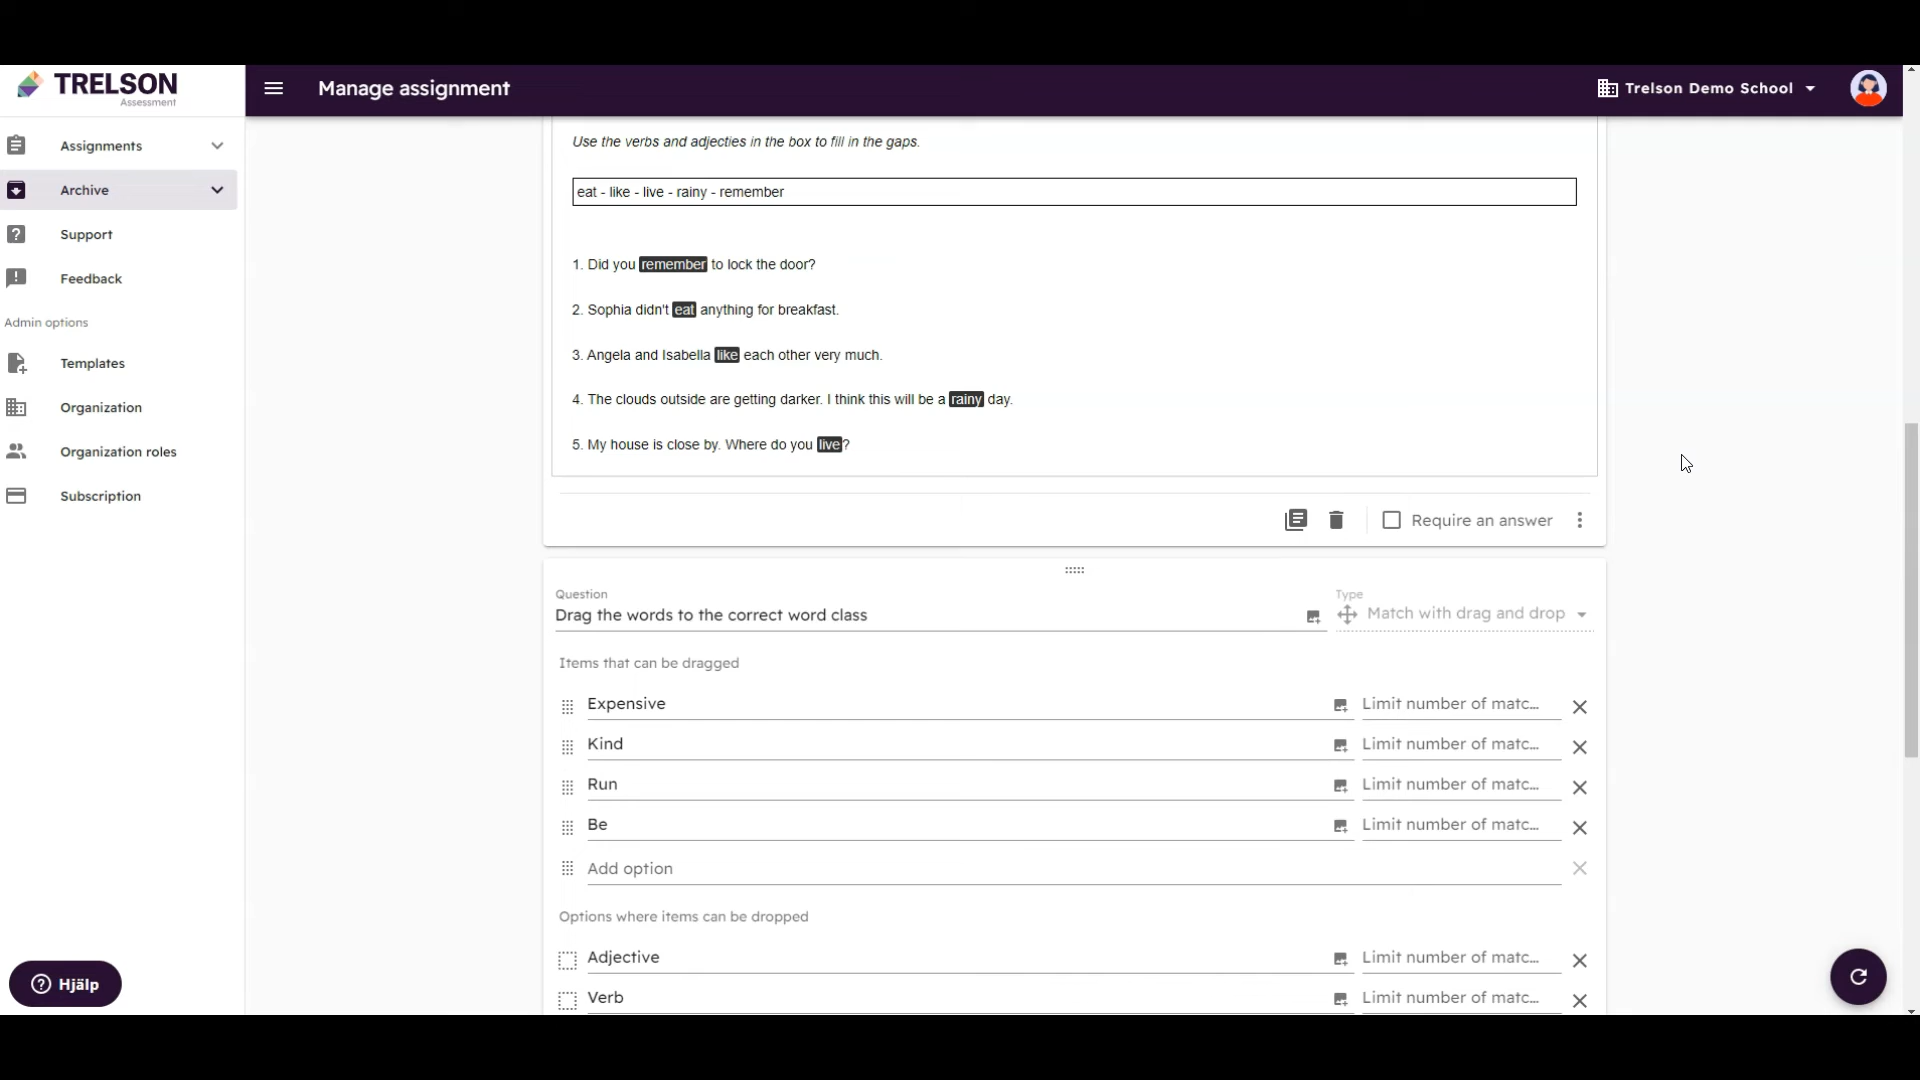 TRELSON
Assessment
Manage assignment
Trelson Demo School
Assignments
Archive
Support
Feedback
Admin options
Templates
Organization
Organization roles
Subscription
Hjälp
Use the verbs and adjecties in the box to fill in the gaps.
eat - like - live - rainy - remember
1. Did you remember to lock the door?
2. Sophia didn't eat anything for breakfast.
3. Angela and Isabella like each other very much.
4. The clouds outside are getting darker. I think this will be a rainy day.
5. My house is close by. Where do you live?
Require an answer
Question
Drag the words to the correct word class
Type
Match with drag and drop
Items that can be dragged
Expensive
Limit number of matc...
Kind
Limit number of matc...
Run
Limit number of matc...
Be
Limit number of matc...
Add option
Options where items can be dropped
Adjective
Limit number of matc...
Verb
Limit number of matc...